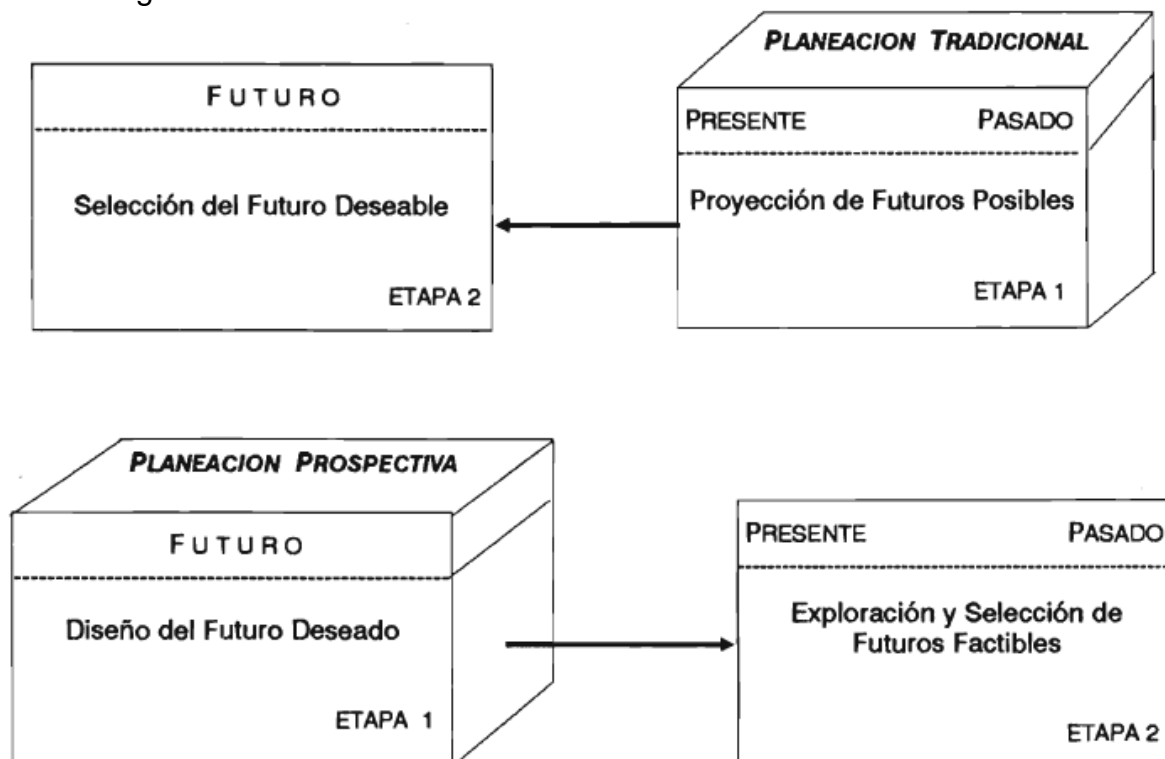 PLANEACION TRADICIONAL
FUTURO
Selección del Futuro Deseable
ETAPA 2
PRESENTE PASADO
Proyección de Futuros Posibles
ETAPA 1
PLANEACION PROSPECTIVA
FUTURO
Diseño del Futuro Deseado
ETAPA 1
PRESENTE PASADO
Exploración y Selección de
Futuros Factibles
ETAPA 2